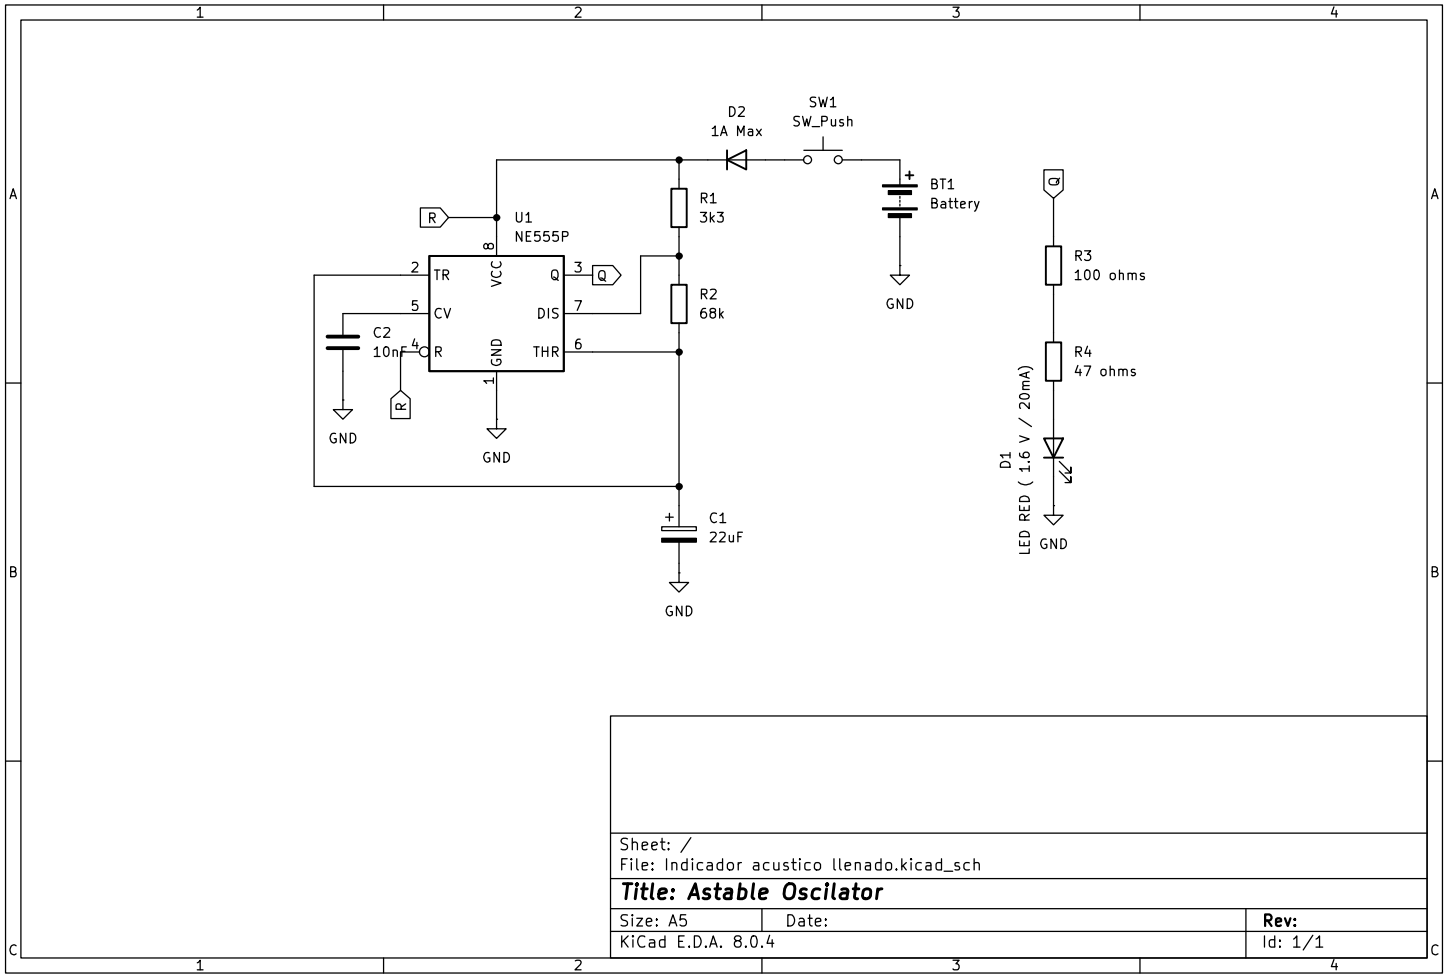 1 2 3 4
A
B
C
A
B
C
D2
1A Max
SW1
SW_Push
BT1
Battery
GND
R1
3k3
R
U1
NE555P
8
VCC
2 TR
Q 3 Q
5 CV
DIS 7
4 R
GND
THR 6
1
R2
68k
C2
10nF
R
GND
GND
C1
22uF
GND
Q
R3
100 ohms
R4
47 ohms
D1
LED RED ( 1.6 V / 20mA)
GND
Sheet: /
File: Indicador acustico llenado.kicad_sch
Title: Astable Oscilator
Size: A5 Date: Rev:
KiCad E.D.A. 8.0.4 Id: 1/1
1 2 3 4